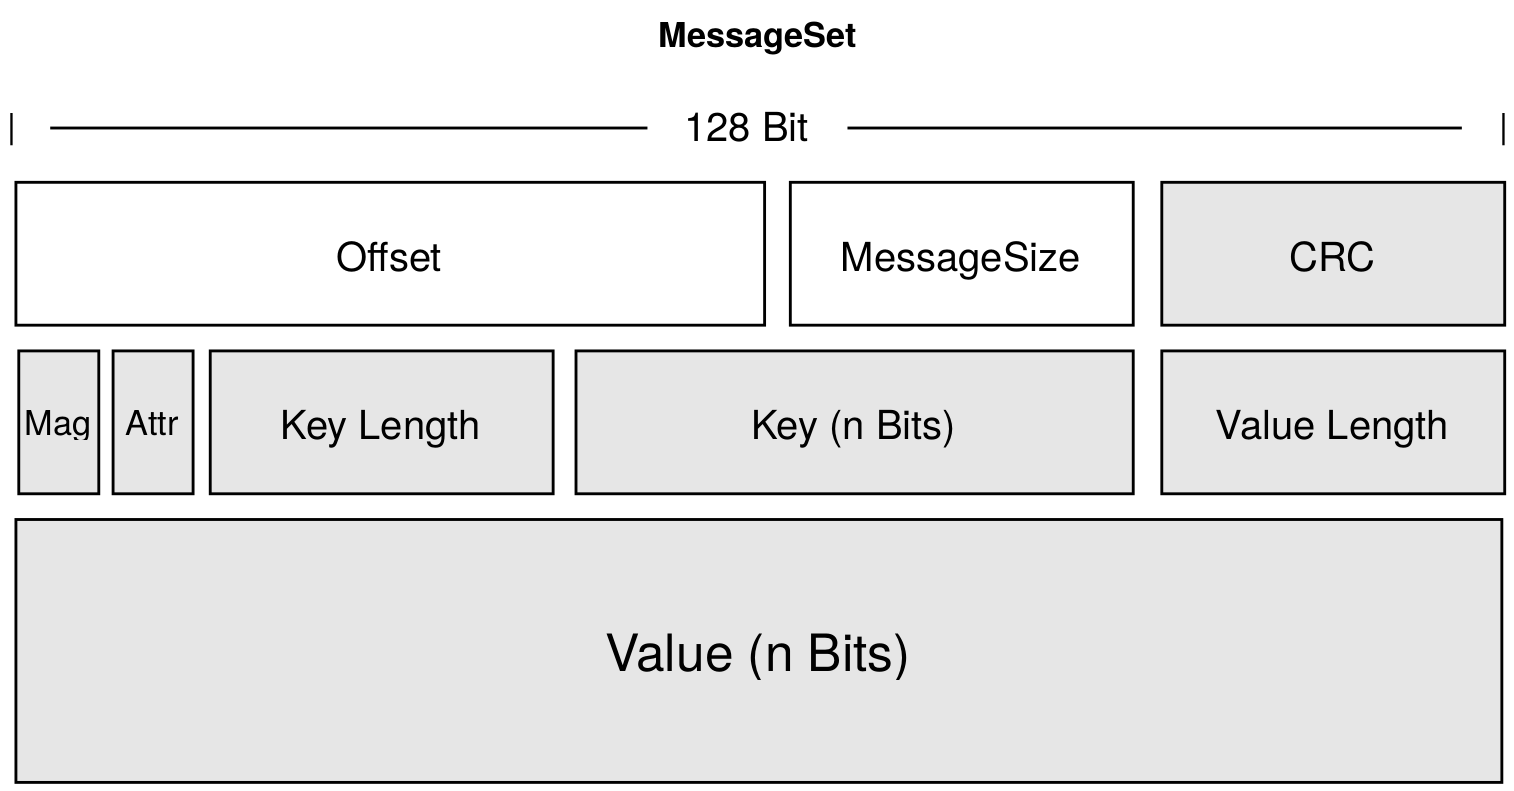 MessageSet
128 Bit
Offset MessageSize CRC
Mag Attr Key Length Key (n Bits) Value Length
Value (n Bits)